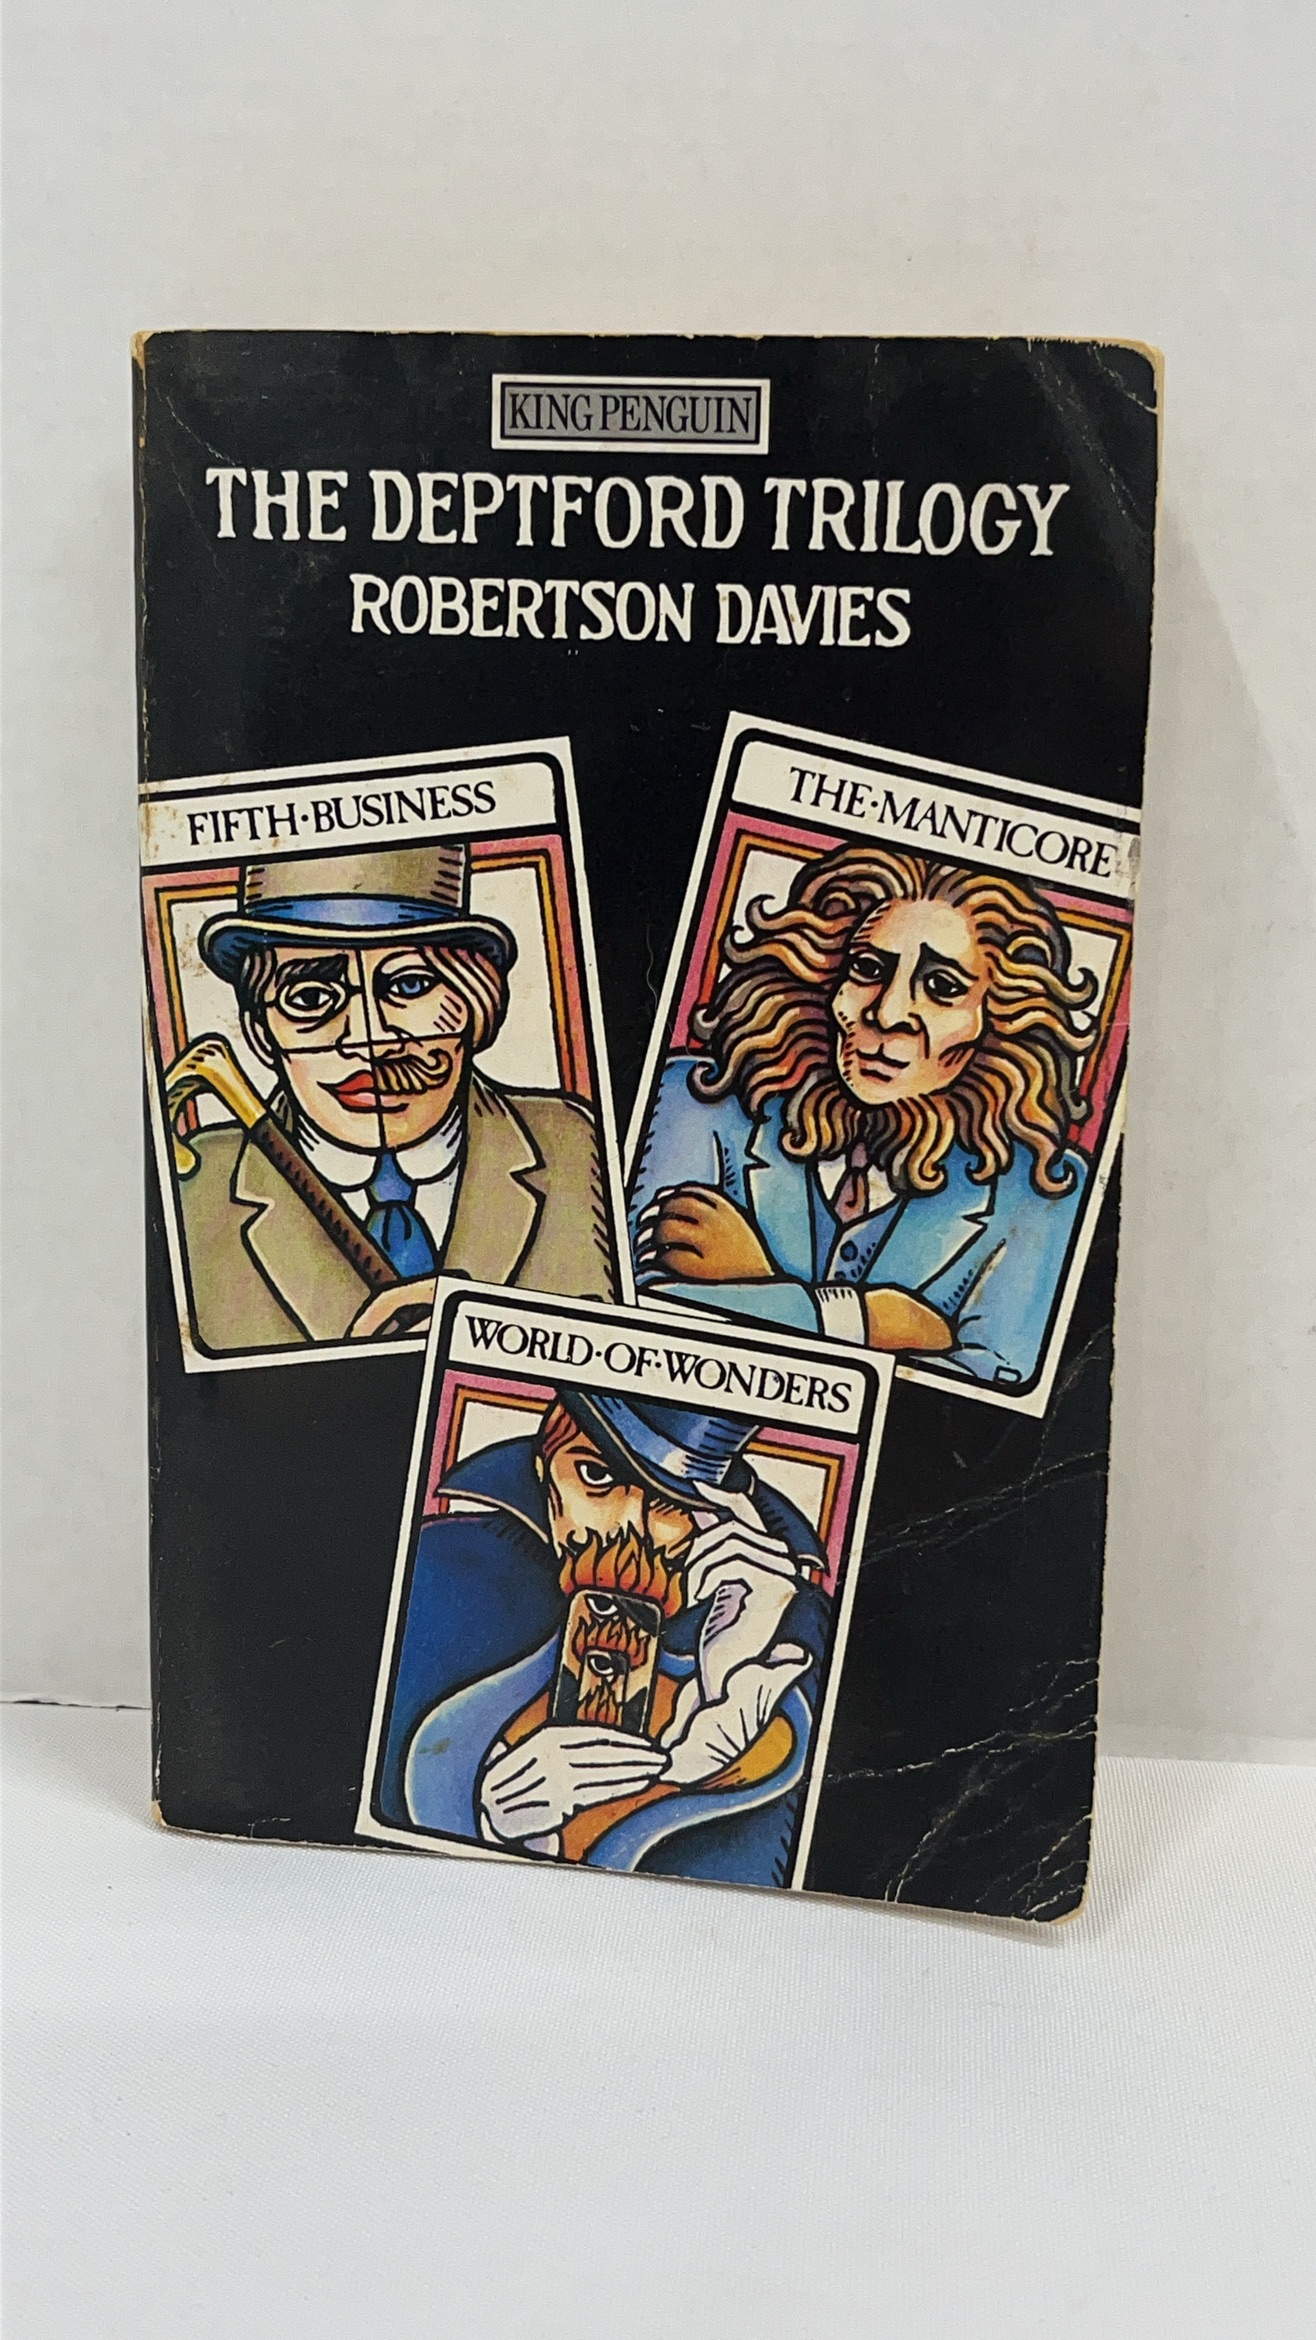 KING PENGUIN
THE DEPTFORD TRILOGY
ROBERTSON DAVIES
FIFTH·BUSINESS
THE·MANTICORE
WORLD·OF·WONDERS